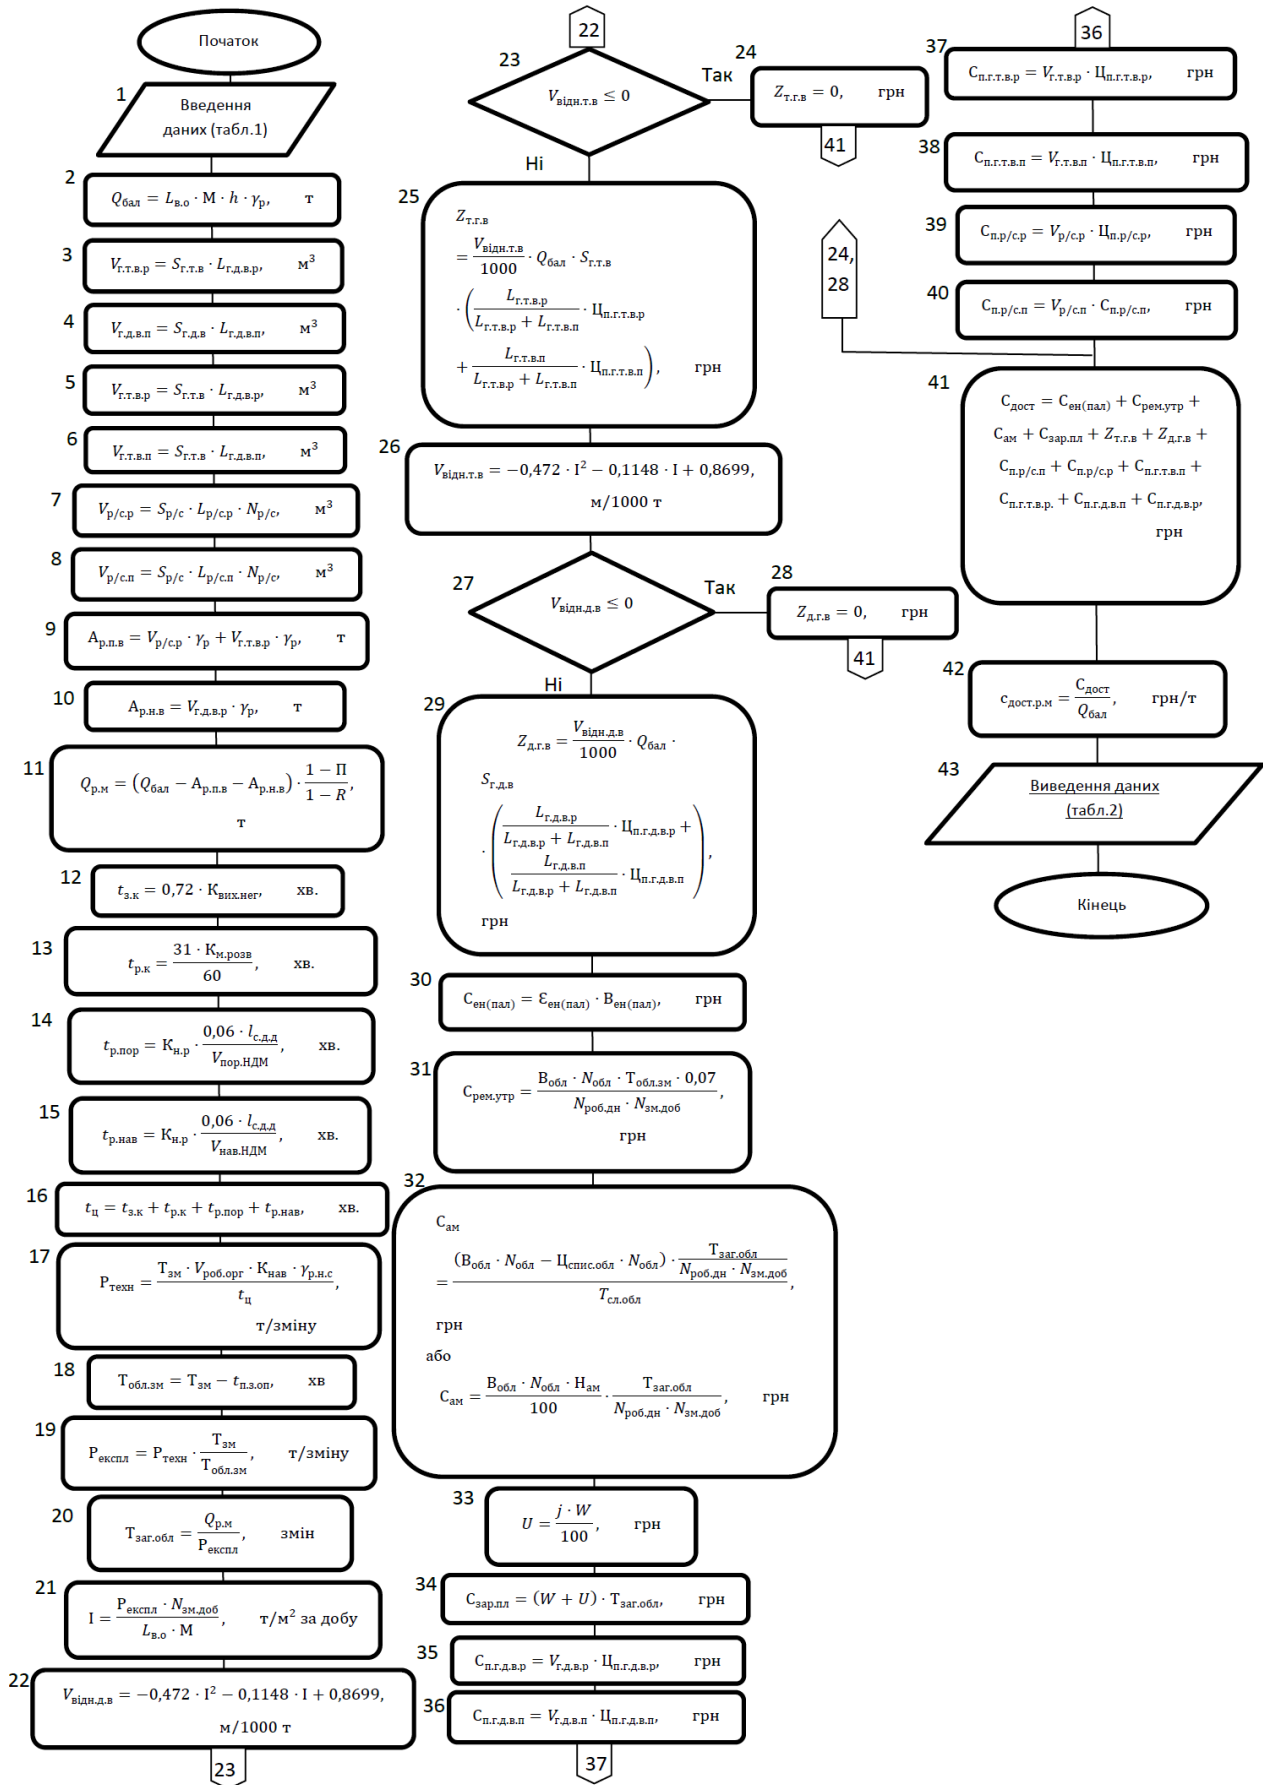 Початок
1
Введення
даних (табл.1)
2
Q_бал = L_в.о · М · h · γ_р, т
3
V_г.т.в.р = S_г.т.в · L_г.д.в.р, м³
4
V_г.д.в.п = S_г.д.в · L_г.д.в.п, м³
5
V_г.т.в.р = S_г.т.в · L_г.д.в.р, м³
6
V_г.т.в.п = S_г.т.в · L_г.д.в.п, м³
7
V_р/с.р = S_р/с · L_р/с.р · N_р/с, м³
8
V_р/с.п = S_р/с · L_р/с.п · N_р/с, м³
9
А_р.п.в = V_р/с.р · γ_р + V_г.т.в.р · γ_р, т
10
А_р.н.в = V_г.д.в.р · γ_р, т
11
Q_р.м = (Q_бал − А_р.п.в − А_р.н.в) · (1 − П)/(1 − R),
т
12
t_з.к = 0,72 · К_вих.нег, хв.
13
t_р.к = (31 · К_м.розв)/60, хв.
14
t_р.пор = К_н.р · (0,06 · l_с.д.д)/V_пор.НДМ, хв.
15
t_р.нав = К_н.р · (0,06 · l_с.д.д)/V_нав.НДМ, хв.
16
t_ц = t_з.к + t_р.к + t_р.пор + t_р.нав, хв.
17
Р_техн = (Т_зм · V_роб.орг · К_нав · γ_р.н.с)/t_ц,
т/зміну
18
Т_обл.зм = Т_зм − t_п.з.оп, хв
19
Р_експл = Р_техн · Т_зм/Т_обл.зм, т/зміну
20
Т_заг.обл = Q_р.м/Р_експл, змін
21
І = (Р_експл · N_зм.доб)/(L_в.о · М), т/м² за добу
22
V_відн.д.в = −0,472 · І² − 0,1148 · І + 0,8699,
м/1000 т
23
22
23
V_відн.т.в ≤ 0
Так
24
Z_т.г.в = 0, грн
41
Ні
25
Z_т.г.в
= V_відн.т.в/1000 · Q_бал · S_г.т.в
· (L_г.т.в.р/(L_г.т.в.р + L_г.т.в.п) · Ц_п.г.т.в.р
+ L_г.т.в.п/(L_г.т.в.р + L_г.т.в.п) · Ц_п.г.т.в.п), грн
26
V_відн.т.в = −0,472 · І² − 0,1148 · І + 0,8699,
м/1000 т
27
V_відн.д.в ≤ 0
Так
28
Z_д.г.в = 0, грн
41
Ні
29
Z_д.г.в = V_відн.д.в/1000 · Q_бал ·
S_г.д.в
· (L_г.д.в.р/(L_г.д.в.р + L_г.д.в.п) · Ц_п.г.д.в.р +
L_г.д.в.п/(L_г.д.в.р + L_г.д.в.п) · Ц_п.г.д.в.п),
грн
30
С_ен(пал) = Ɛ_ен(пал) · В_ен(пал), грн
31
С_рем.утр = (В_обл · N_обл · Т_обл.зм · 0,07)/(N_роб.дн · N_зм.доб),
грн
32
С_ам
= ((В_обл · N_обл − Ц_спис.обл · N_обл) · Т_заг.обл/(N_роб.дн · N_зм.доб))/T_сл.обл,
грн
або
С_ам = (В_обл · N_обл · Н_ам)/100 · Т_заг.обл/(N_роб.дн · N_зм.доб), грн
33
U = (j · W)/100, грн
34
С_зар.пл = (W + U) · Т_заг.обл, грн
35
С_п.г.д.в.р = V_г.д.в.р · Ц_п.г.д.в.р, грн
36
С_п.г.д.в.п = V_г.д.в.п · Ц_п.г.д.в.п, грн
37
36
37
С_п.г.т.в.р = V_г.т.в.р · Ц_п.г.т.в.р, грн
38
С_п.г.т.в.п = V_г.т.в.п · Ц_п.г.т.в.п, грн
39
С_п.р/с.р = V_р/с.р · Ц_п.р/с.р, грн
24,
28
40
С_п.р/с.п = V_р/с.п · С_п.р/с.п, грн
41
С_дост = С_ен(пал) + С_рем.утр +
С_ам + С_зар.пл + Z_т.г.в + Z_д.г.в +
С_п.р/с.п + С_п.р/с.р + С_п.г.т.в.п +
С_п.г.т.в.р. + С_п.г.д.в.п + С_п.г.д.в.р,
грн
42
с_дост.р.м = С_дост/Q_бал, грн/т
43
Виведення даних
(табл.2)
Кінець